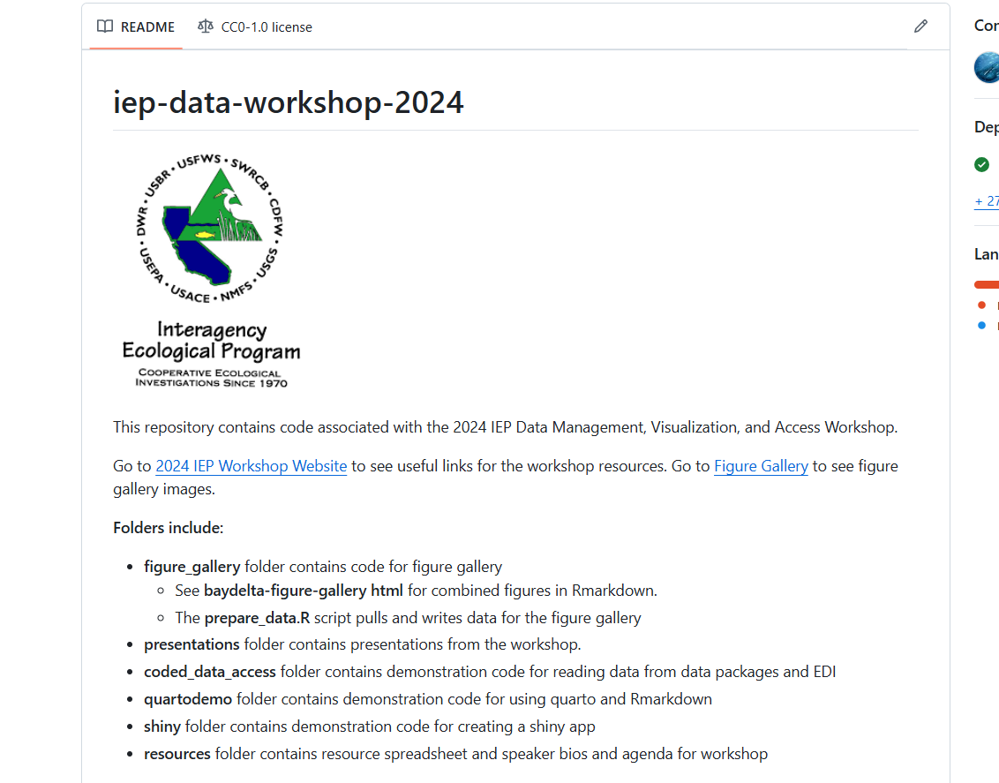 README
CC0-1.0 license
iep-data-workshop-2024
DWR • USBR • USFWS • SWRCB • CDFW • USGS • NMFS • USACE • USEPA •
Interagency
Ecological Program
COOPERATIVE ECOLOGICAL
INVESTIGATIONS SINCE 1970
This repository contains code associated with the 2024 IEP Data Management, Visualization, and Access Workshop.
Go to 2024 IEP Workshop Website to see useful links for the workshop resources. Go to Figure Gallery to see figure
gallery images.
Folders include:
• figure_gallery folder contains code for figure gallery
◦ See baydelta-figure-gallery html for combined figures in Rmarkdown.
◦ The prepare_data.R script pulls and writes data for the figure gallery
• presentations folder contains presentations from the workshop.
• coded_data_access folder contains demonstration code for reading data from data packages and EDI
• quartodemo folder contains demonstration code for using quarto and Rmarkdown
• shiny folder contains demonstration code for creating a shiny app
• resources folder contains resource spreadsheet and speaker bios and agenda for workshop
Con
Dep
+ 27
Lan